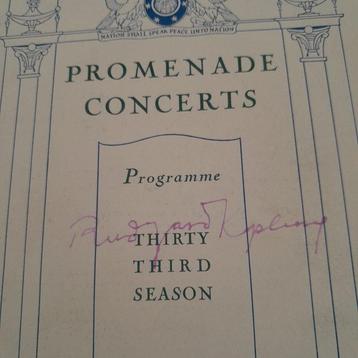 NATION SHALL SPEAK PEACE UNTO NATION
PROMENADE
CONCERTS
Programme
Rudyard Kipling
THIRTY
THIRD
SEASON